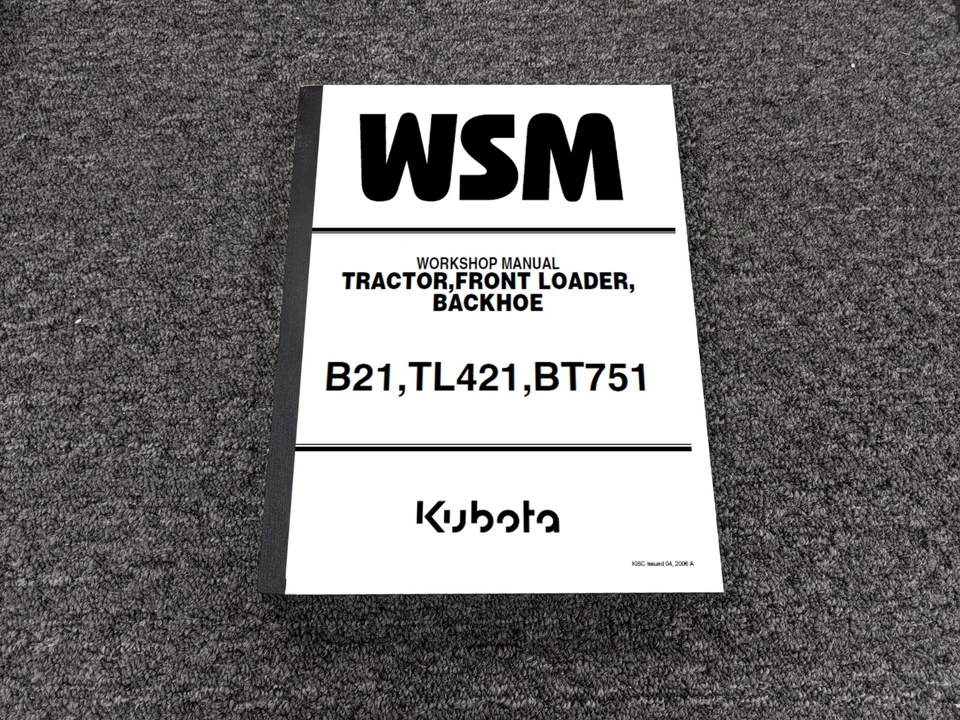 WSM
WORKSHOP MANUAL
TRACTOR,FRONT LOADER,
BACKHOE
B21,TL421,BT751
Kubota
KiSC issued 04, 2006 A